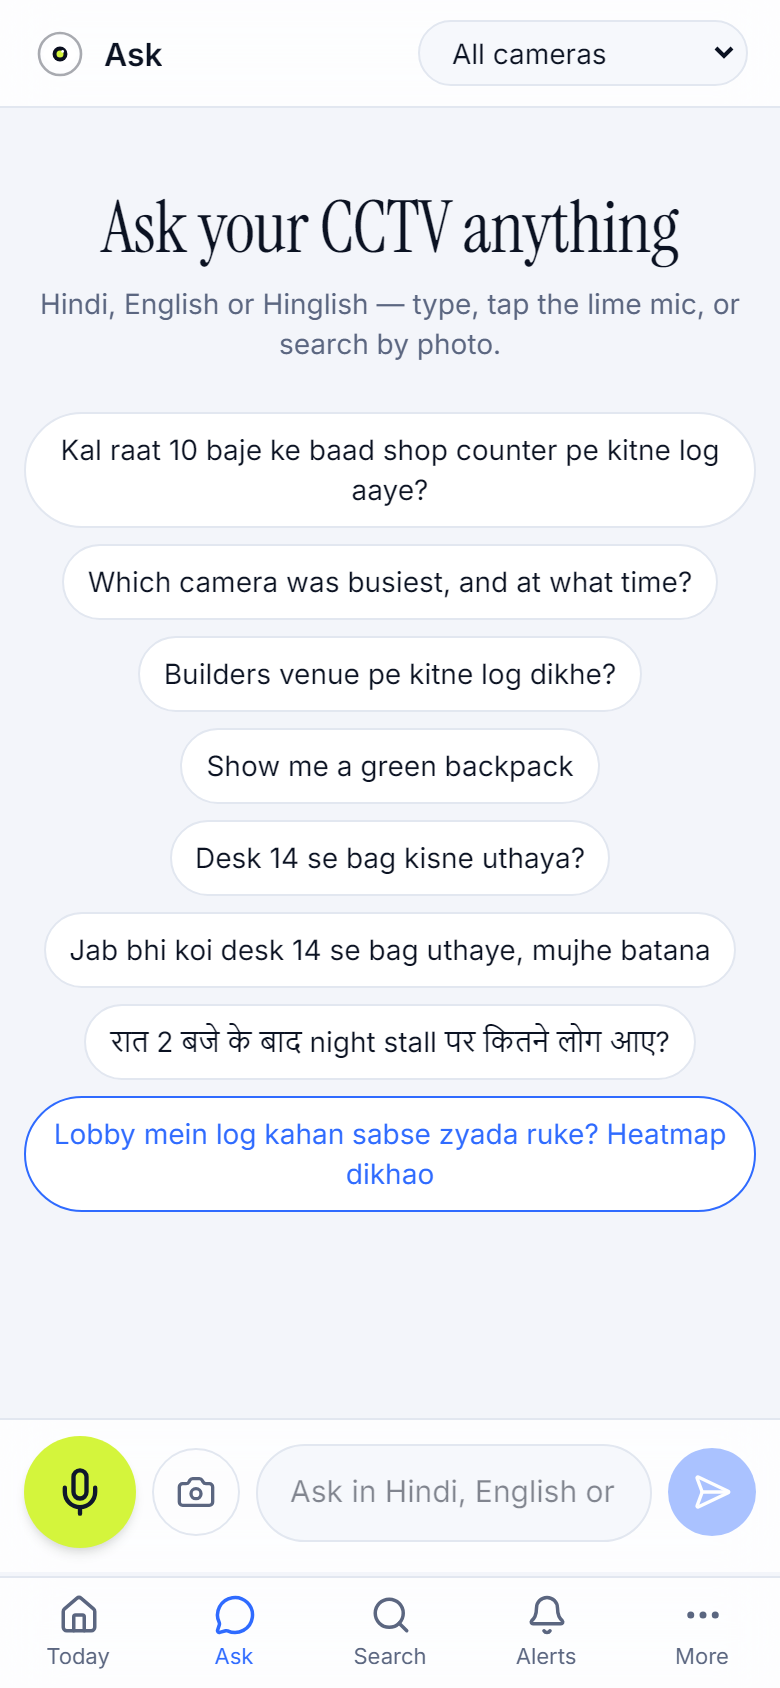 Ask
All cameras
Ask your CCTV anything
Hindi, English or Hinglish — type, tap the lime mic, or
search by photo.
Kal raat 10 baje ke baad shop counter pe kitne log
aaye?
Which camera was busiest, and at what time?
Builders venue pe kitne log dikhe?
Show me a green backpack
Desk 14 se bag kisne uthaya?
Jab bhi koi desk 14 se bag uthaye, mujhe batana
रात 2 बजे के बाद night stall पर कितने लोग आए?
Lobby mein log kahan sabse zyada ruke? Heatmap
dikhao
Ask in Hindi, English or
Today
Ask
Search
Alerts
More